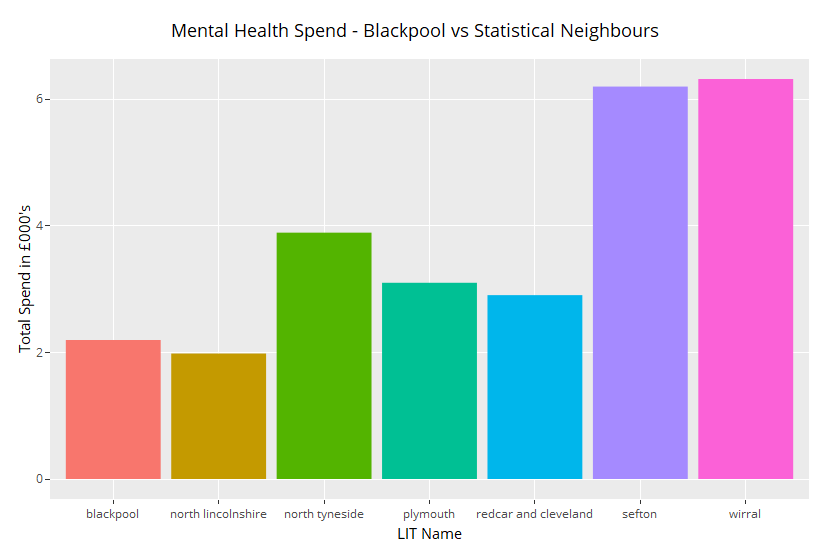 Mental Health Spend - Blackpool vs Statistical Neighbours
Total Spend in £000's
6
4
2
0
blackpool
north lincolnshire
north tyneside
plymouth
redcar and cleveland
sefton
wirral
LIT Name